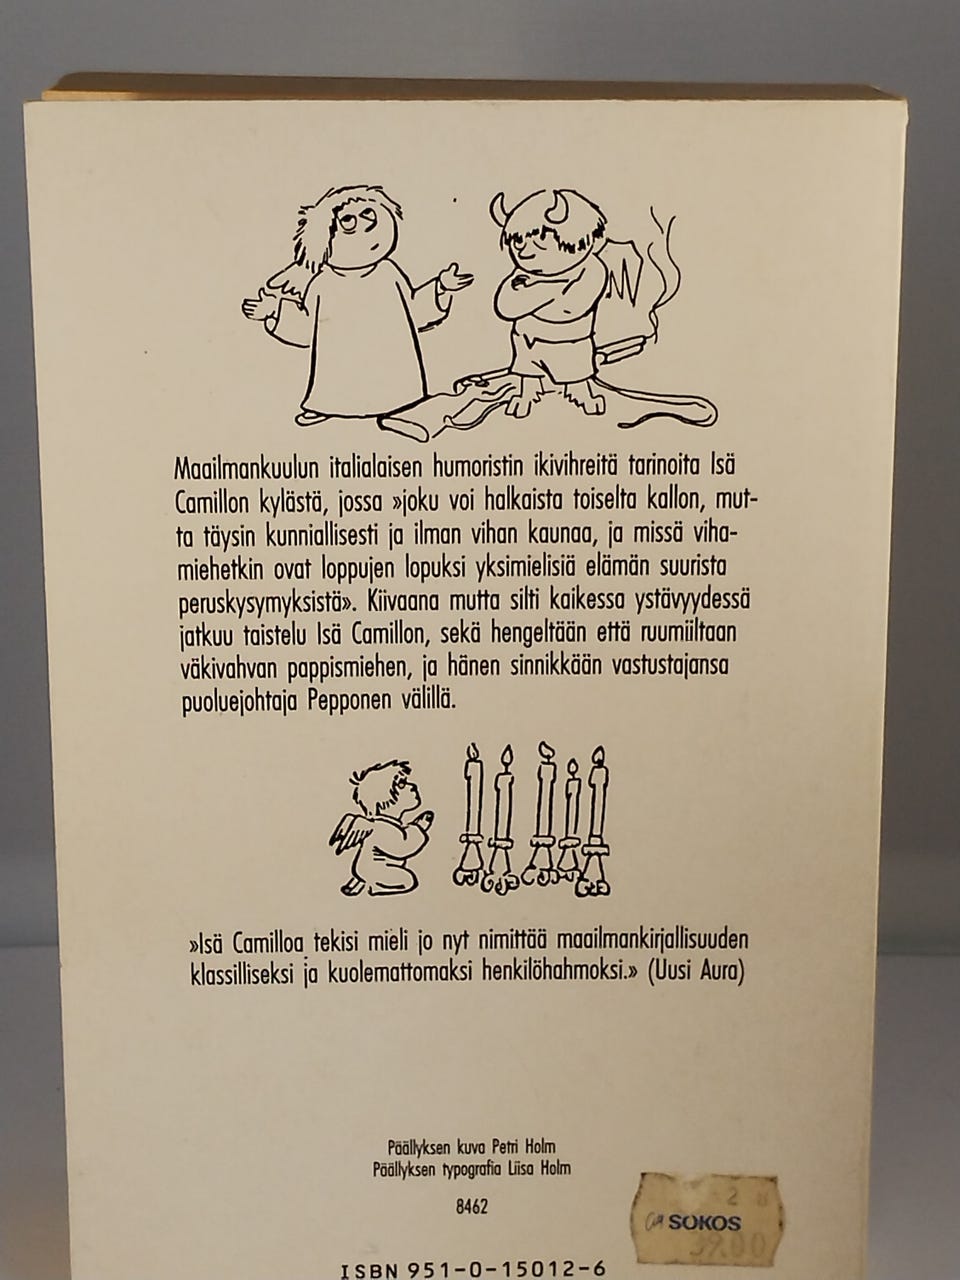 Maailmankuulun italialaisen humoristin ikivihreitä tarinoita Isä
Camillon kylästä, jossa »joku voi halkaista toiselta kallon, mut-
ta täysin kunniallisesti ja ilman vihan kaunaa, ja missä viha-
miehetkin ovat loppujen lopuksi yksimielisiä elämän suurista
peruskysymyksistä». Kiivaana mutta silti kaikessa ystävyydessä
jatkuu taistelu Isä Camillon, sekä hengeltään että ruumiiltaan
väkivahvan pappismiehen, ja hänen sinnikkään vastustajansa
puoluejohtaja Pepponen välillä.
»Isä Camilloa tekisi mieli jo nyt nimittää maailmankirjallisuuden
klassilliseksi ja kuolemattomaksi henkilöhahmoksi.» (Uusi Aura)
Päällyksen kuva Petri Holm
Päällyksen typografia Liisa Holm
8462
SOKOS
39.00
ISBN 951-0-15012-6